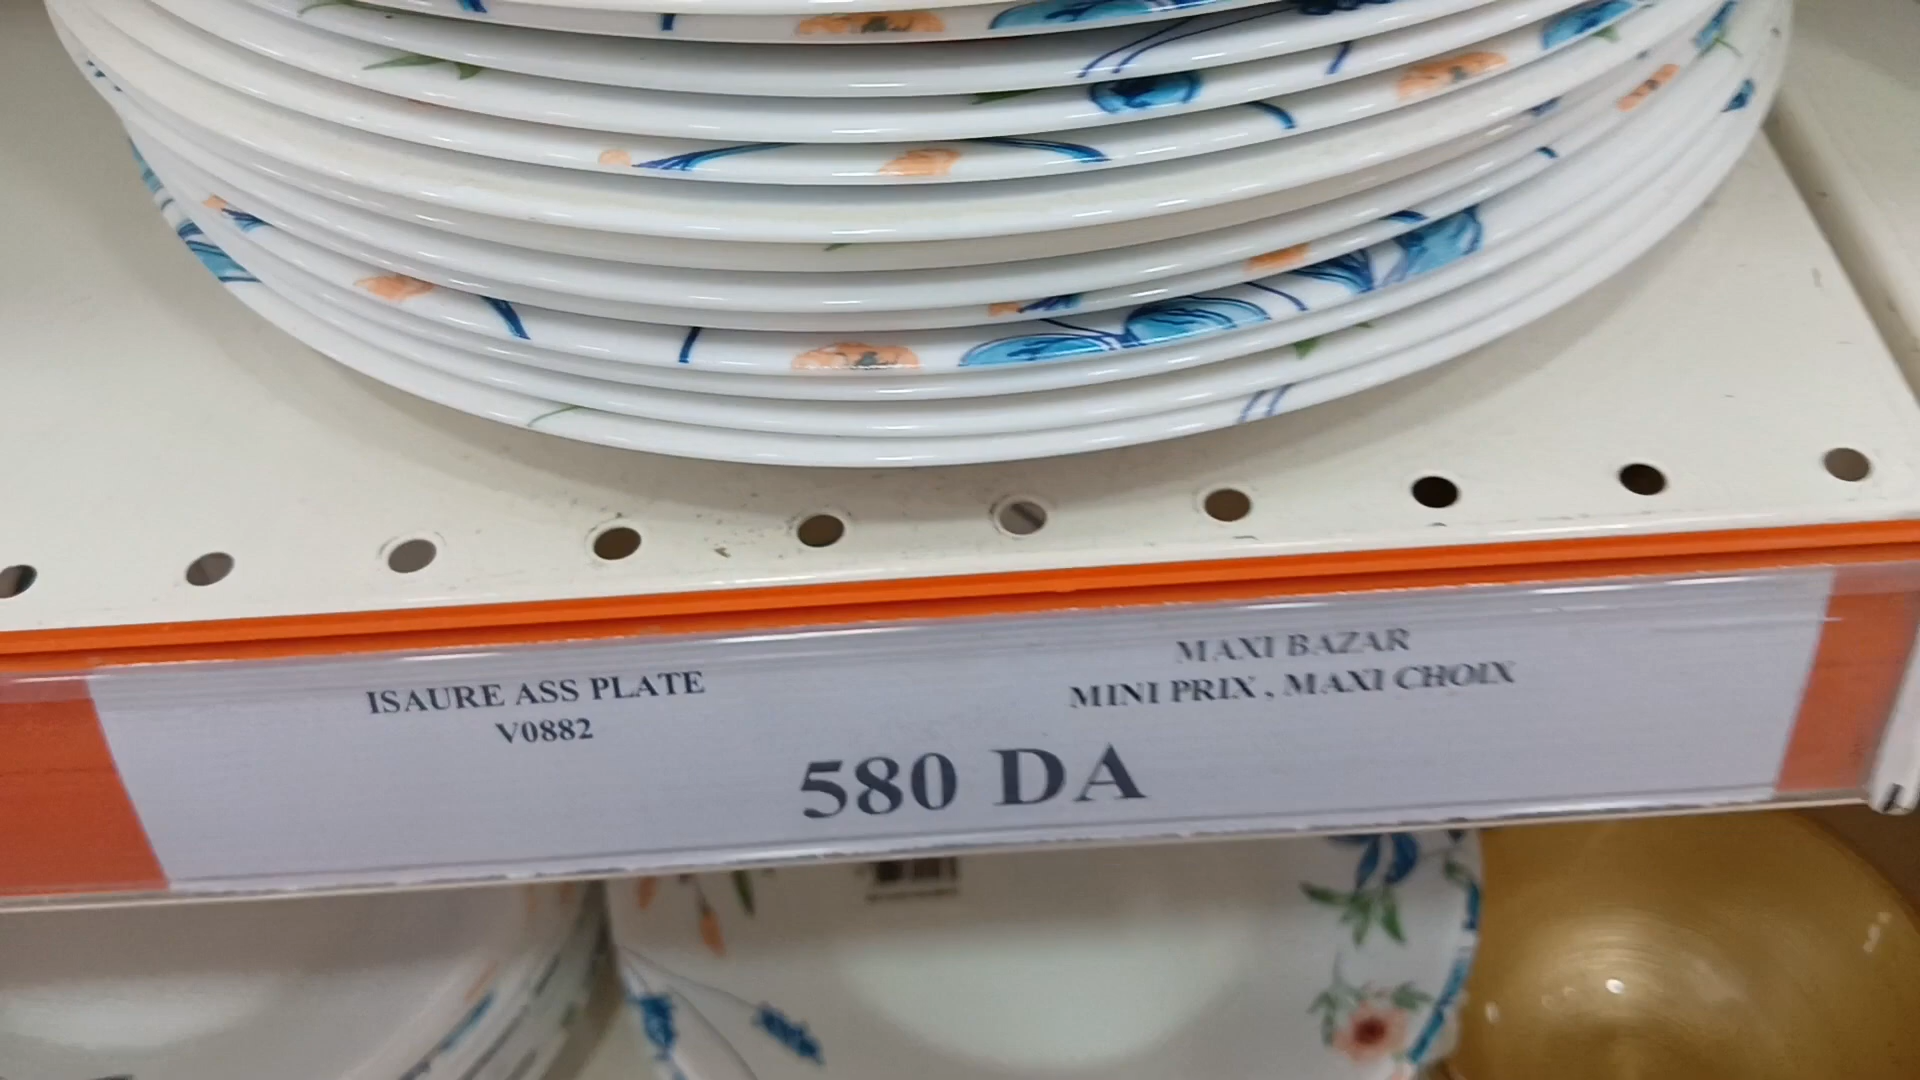 ISAURE ASS PLATE
V0882
MAXI BAZAR
MINI PRIX , MAXI CHOIX
580 DA